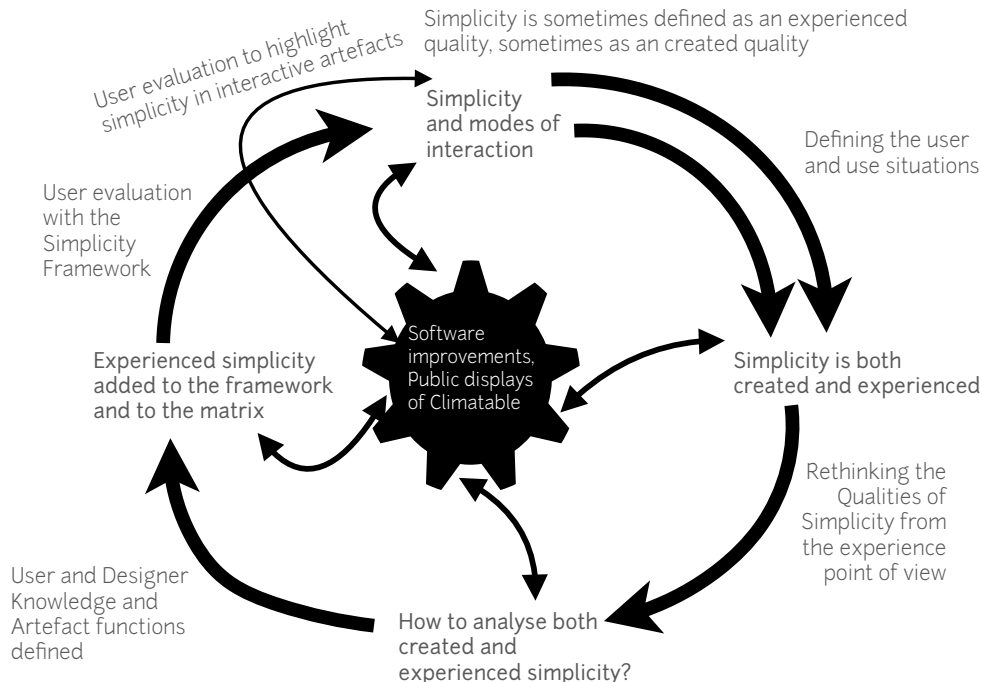 Simplicity is sometimes defined as an experienced
quality, sometimes as an created quality
User evaluation to highlight
simplicity in interactive artefacts
Simplicity
and modes of
interaction
Defining the user
and use situations
User evaluation
with the
Simplicity
Framework
Software
improvements,
Public displays
of Climatable
Experienced simplicity
added to the framework
and to the matrix
Simplicity is both
created and experienced
Rethinking the
Qualities of
Simplicity from
the experience
point of view
User and Designer
Knowledge and
Artefact functions
defined
How to analyse both
created and
experienced simplicity?